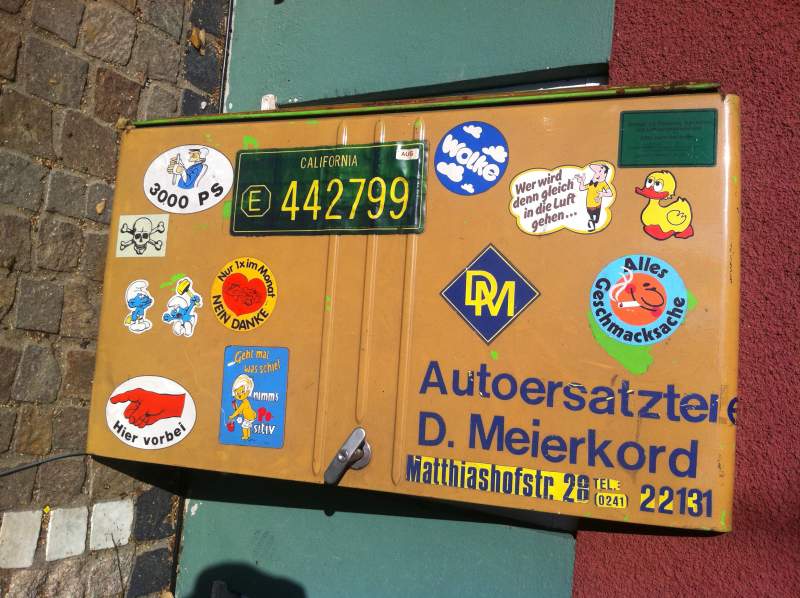 3000 PS
CALIFORNIA
AUG
E
442799
Wolke
Wer wird
denn gleich
in die Luft
gehen...
Nur 1x im Monat
NEIN DANKE
DM
Alles
Geschmacksache
Hier vorbei
Geht mal
was schief
nimms
Po
sitiv
Autoersatzteile
D. Meierkord
Matthiashofstr. 28
TEL.:
(0241)
22131